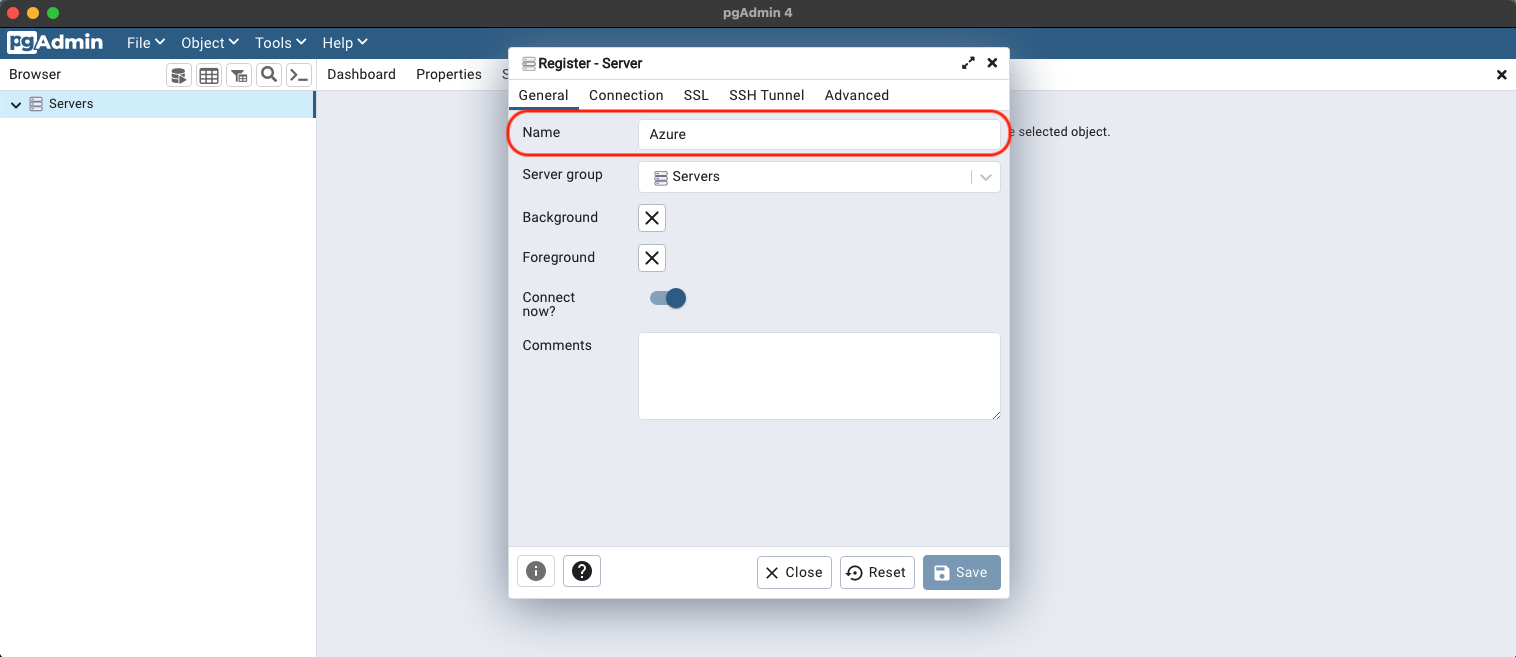 pgAdmin 4
pgAdmin File Object Tools Help
Browser Dashboard Properties S
Register - Server
Servers
General Connection SSL SSH Tunnel Advanced
Name Azure
e selected object.
Server group Servers
Background
Foreground
Connect
now?
Comments
Close Reset Save